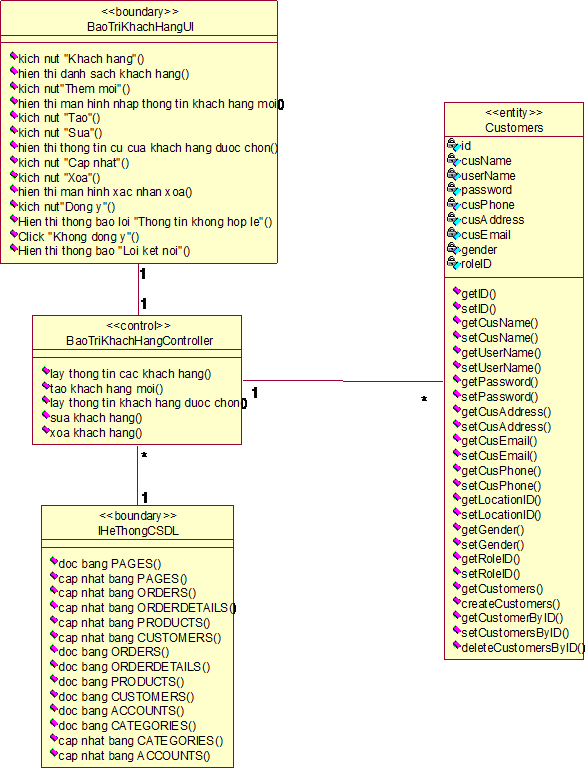 <<boundary>>
BaoTriKhachHangUI
kich nut "Khach hang"()
hien thi danh sach khach hang()
kich nut"Them moi"()
hien thi man hinh nhap thong tin khach hang moi()
kich nut "Tao"()
kich nut "Sua"()
hien thi thong tin cu cua khach hang duoc chon()
kich nut "Cap nhat"()
kich nut "Xoa"()
hien thi man hinh xac nhan xoa()
kich nut"Dong y"()
Hien thi thong bao loi "Thong tin khong hop le"()
Click "Khong dong y"()
Hien thi thong bao "Loi ket noi"()
1
1
<<control>>
BaoTriKhachHangController
lay thong tin cac khach hang()
tao khach hang moi()
lay thong tin khach hang duoc chon()
sua khach hang()
xoa khach hang()
1
*
*
1
<<boundary>>
IHeThongCSDL
doc bang PAGES()
cap nhat bang PAGES()
cap nhat bang ORDERS()
cap nhat bang ORDERDETAILS()
cap nhat bang PRODUCTS()
cap nhat bang CUSTOMERS()
doc bang ORDERS()
doc bang ORDERDETAILS()
doc bang PRODUCTS()
doc bang CUSTOMERS()
doc bang ACCOUNTS()
doc bang CATEGORIES()
cap nhat bang CATEGORIES()
cap nhat bang ACCOUNTS()
<<entity>>
Customers
id
cusName
userName
password
cusPhone
cusAddress
cusEmail
gender
roleID
getID()
setID()
getCusName()
setCusName()
getUserName()
setUserName()
getPassword()
setPassword()
getCusAddress()
setCusAddress()
getCusEmail()
setCusEmail()
getCusPhone()
setCusPhone()
getLocationID()
setLocationID()
getGender()
setGender()
getRoleID()
setRoleID()
getCustomers()
createCustomers()
getCustomerByID()
setCustomersByID()
deleteCustomersByID()